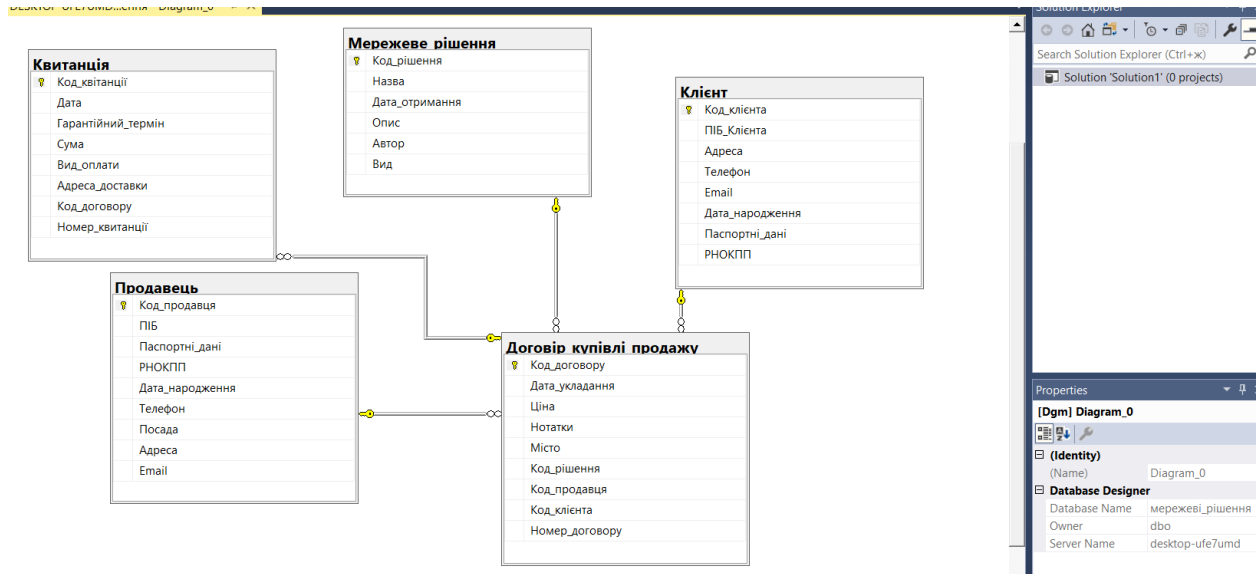 Квитанція
Код_квітанції
Дата
Гарантійний_термін
Сума
Вид_оплати
Адреса_доставки
Код_договору
Номер_квитанції
Мережеве_рішення
Код_рішення
Назва
Дата_отримання
Опис
Автор
Вид
Клієнт
Код_клієнта
ПІБ_Клієнта
Адреса
Телефон
Email
Дата_народження
Паспортні_дані
РНОКПП
Продавець
Код_продавця
ПІБ
Паспортні_дані
РНОКПП
Дата_народження
Телефон
Посада
Адреса
Email
Договір_купівлі_продажу
Код_договору
Дата_укладання
Ціна
Нотатки
Місто
Код_рішення
Код_продавця
Код_клієнта
Номер_договору
Solution Explorer
Search Solution Explorer (Ctrl+ж)
Solution 'Solution1' (0 projects)
Properties
[Dgm] Diagram_0
(Identity)
(Name) Diagram_0
Database Designer
Database Name мережеві_рішення
Owner dbo
Server Name desktop-ufe7umd